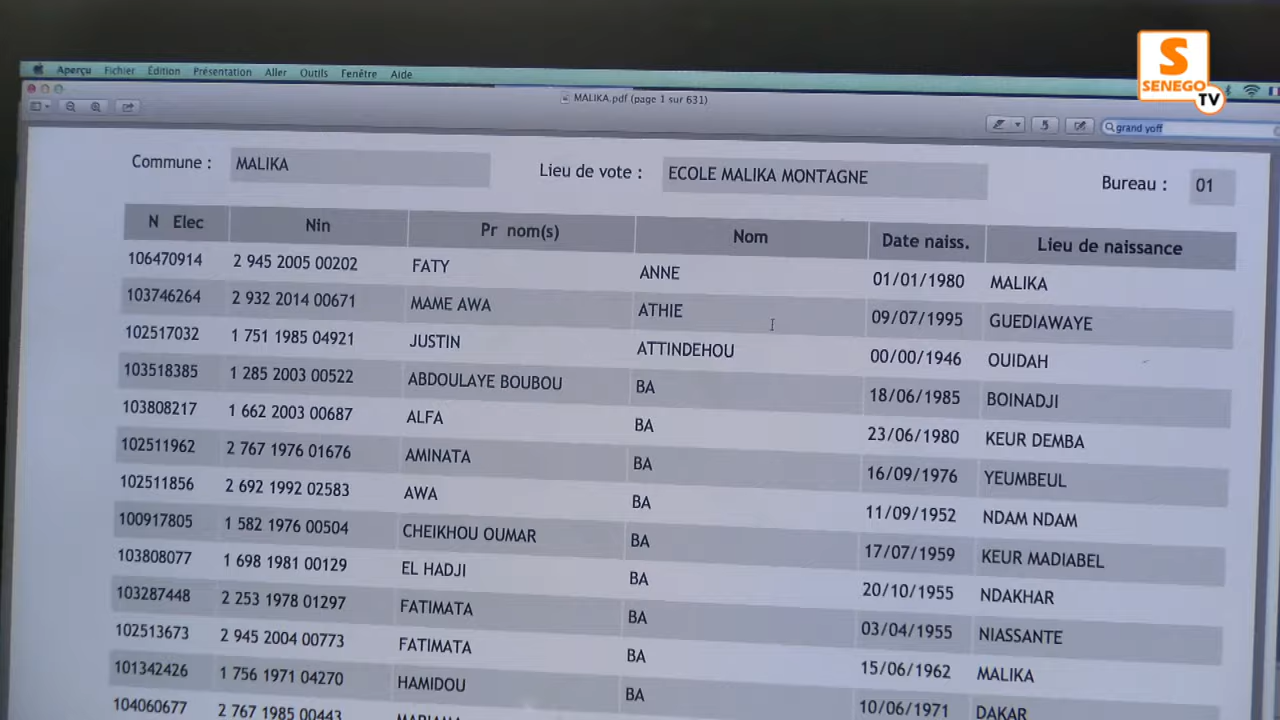 S
SENEGO
TV
Aperçu Fichier Édition Présentation Aller Outils Fenêtre Aide
MALIKA.pdf (page 1 sur 631)
grand yoff
Commune : MALIKA Lieu de vote : ECOLE MALIKA MONTAGNE Bureau : 01
N Elec Nin Pr nom(s) Nom Date naiss. Lieu de naissance
106470914 2 945 2005 00202 FATY ANNE 01/01/1980 MALIKA
103746264 2 932 2014 00671 MAME AWA ATHIE 09/07/1995 GUEDIAWAYE
102517032 1 751 1985 04921 JUSTIN ATTINDEHOU 00/00/1946 OUIDAH
103518385 1 285 2003 00522 ABDOULAYE BOUBOU BA 18/06/1985 BOINADJI
103808217 1 662 2003 00687 ALFA BA 23/06/1980 KEUR DEMBA
102511962 2 767 1976 01676 AMINATA BA 16/09/1976 YEUMBEUL
102511856 2 692 1992 02583 AWA BA 11/09/1952 NDAM NDAM
100917805 1 582 1976 00504 CHEIKHOU OUMAR BA 17/07/1959 KEUR MADIABEL
103808077 1 698 1981 00129 EL HADJI BA 20/10/1955 NDAKHAR
103287448 2 253 1978 01297 FATIMATA BA 03/04/1955 NIASSANTE
102513673 2 945 2004 00773 FATIMATA BA 15/06/1962 MALIKA
101342426 1 756 1971 04270 HAMIDOU BA 10/06/1971 DAKAR
104060677 2 767 1985 00443